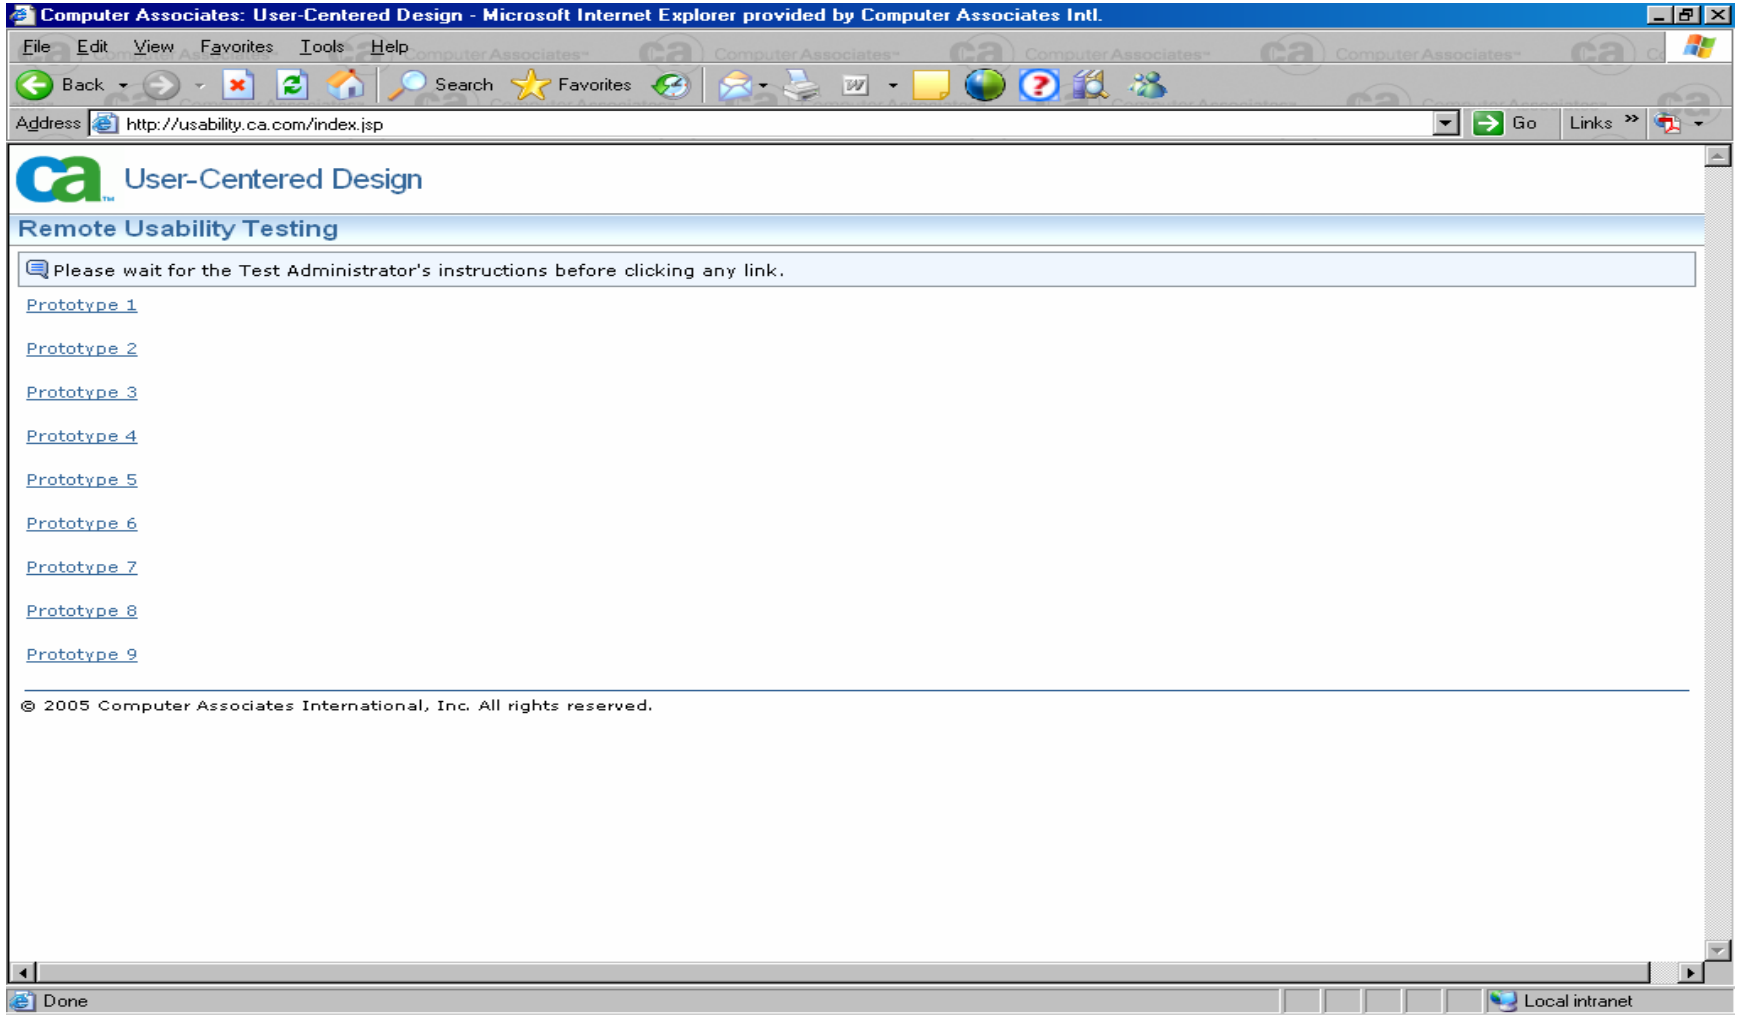 Computer Associates: User-Centered Design - Microsoft Internet Explorer provided by Computer Associates Intl.
File Edit View Favorites Tools Help
Back Search Favorites
Address http://usability.ca.com/index.jsp Go Links »
ca™ User-Centered Design
Remote Usability Testing
Please wait for the Test Administrator's instructions before clicking any link.
Prototype 1
Prototype 2
Prototype 3
Prototype 4
Prototype 5
Prototype 6
Prototype 7
Prototype 8
Prototype 9
© 2005 Computer Associates International, Inc. All rights reserved.
Done Local intranet